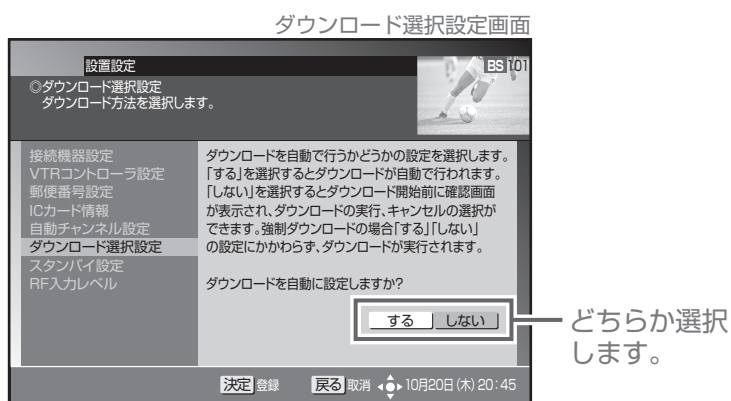 ダウンロード選択設定画面
設置設定
BS 101
◎ダウンロード選択設定
ダウンロード方法を選択します。
接続機器設定
VTRコントローラ設定
郵便番号設定
ICカード情報
自動チャンネル設定
ダウンロード選択設定
スタンバイ設定
RF入力レベル
ダウンロードを自動で行うかどうかの設定を選択します。
「する」を選択するとダウンロードが自動で行われます。
「しない」を選択するとダウンロード開始前に確認画面
が表示され、ダウンロードの実行、キャンセルの選択が
できます。強制ダウンロードの場合「する」「しない」
の設定にかかわらず、ダウンロードが実行されます。
ダウンロードを自動に設定しますか?
する しない
どちらか選択
します。
決定 登録 戻る 取消 10月20日(木)20:45